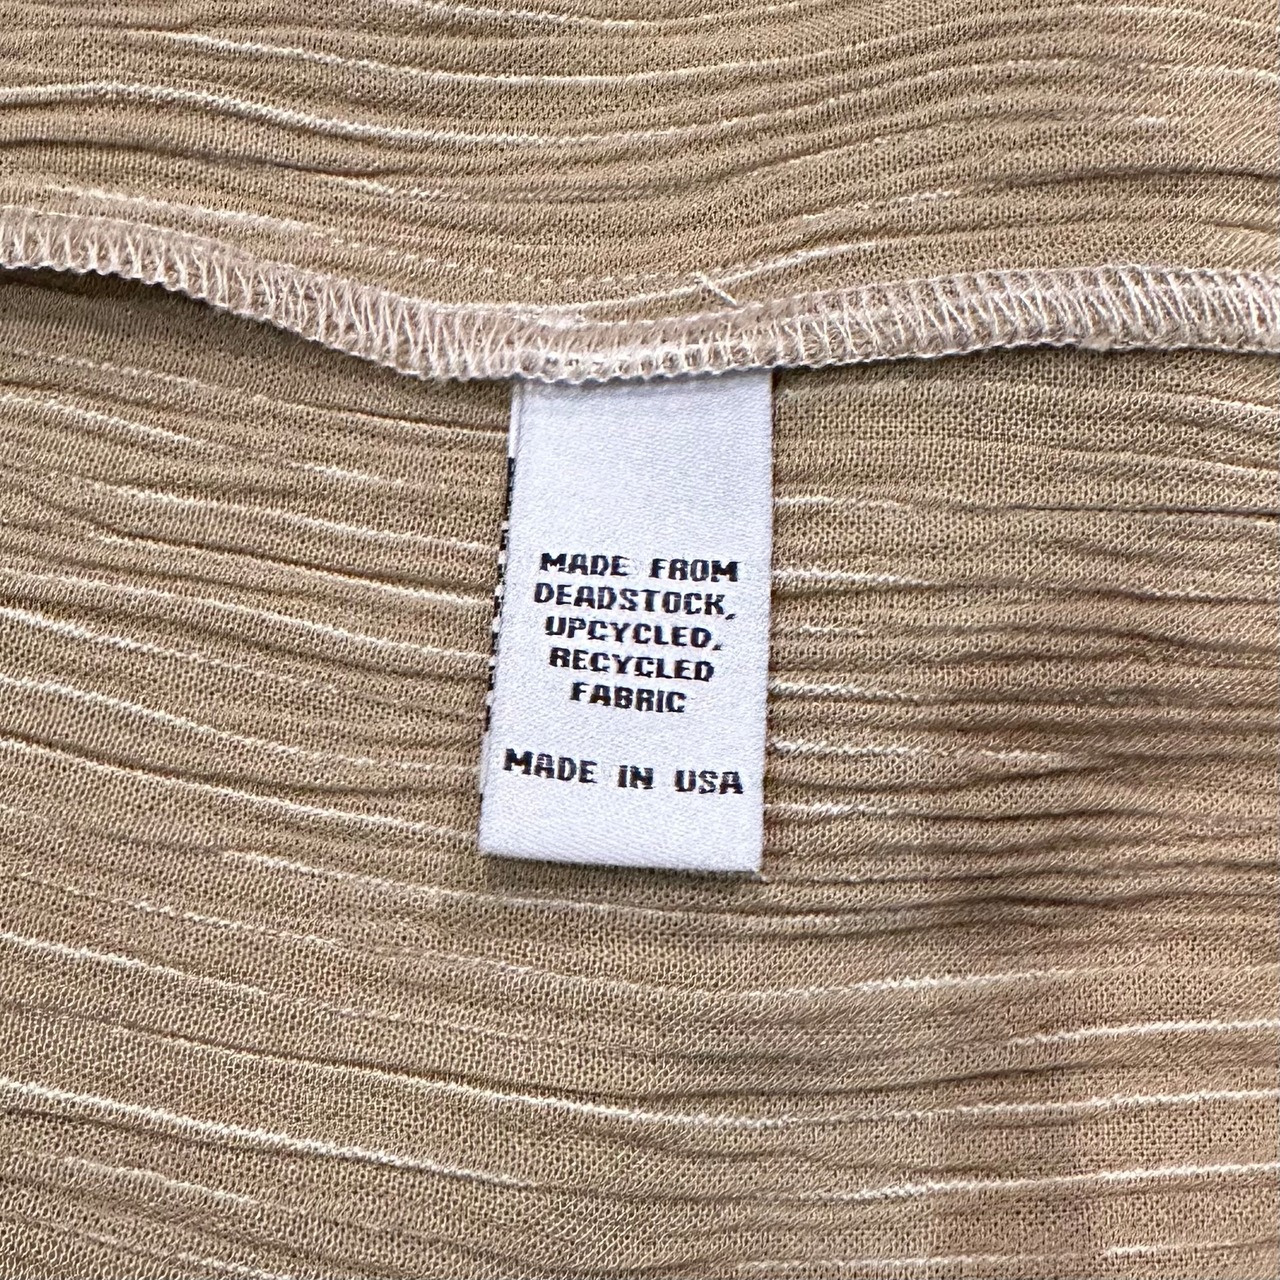 MADE FROM
DEADSTOCK,
UPCYCLED,
RECYCLED
FABRIC
MADE IN USA